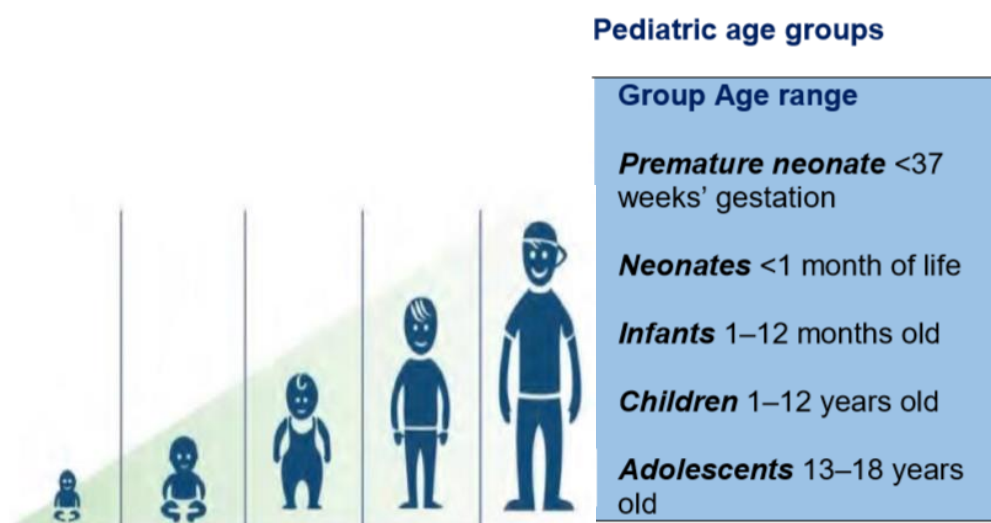 Pediatric age groups
Group Age range
Premature neonate <37
weeks’ gestation
Neonates <1 month of life
Infants 1–12 months old
Children 1–12 years old
Adolescents 13–18 years
old